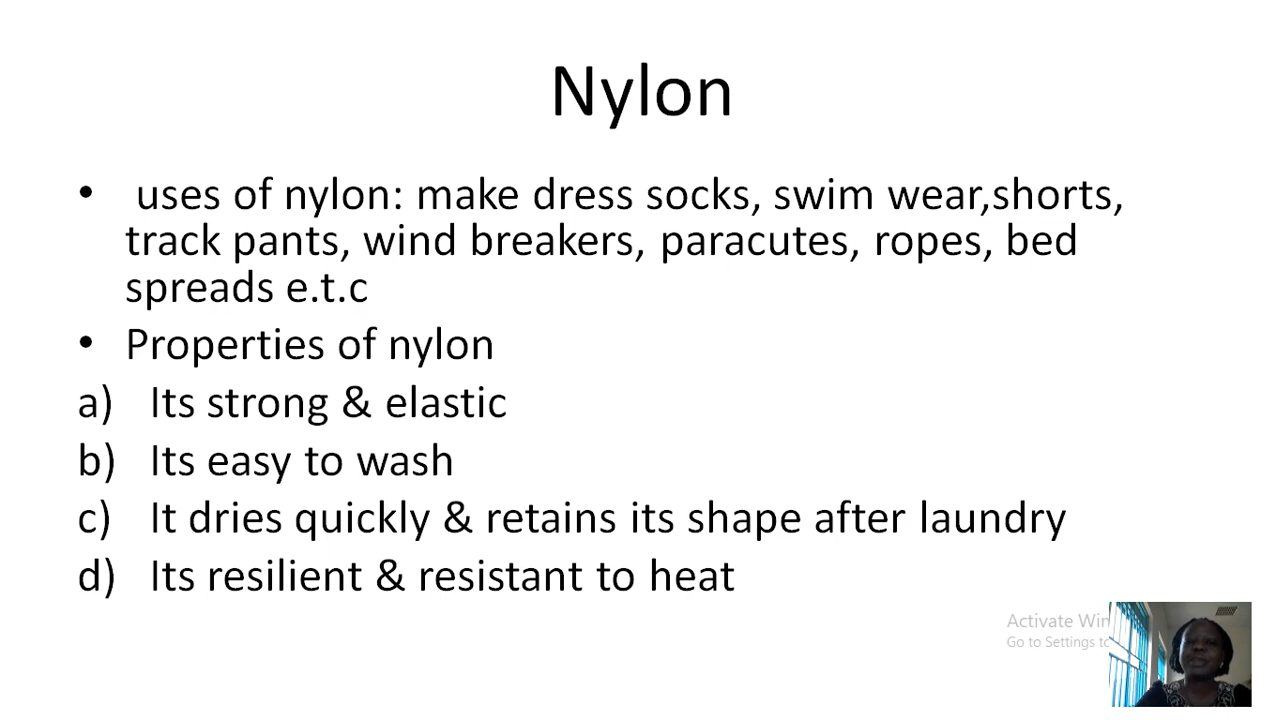 Nylon
• uses of nylon: make dress socks, swim wear,shorts,
track pants, wind breakers, paracutes, ropes, bed
spreads e.t.c
• Properties of nylon
a) Its strong & elastic
b) Its easy to wash
c) It dries quickly & retains its shape after laundry
d) Its resilient & resistant to heat
Activate Win
Go to Settings to